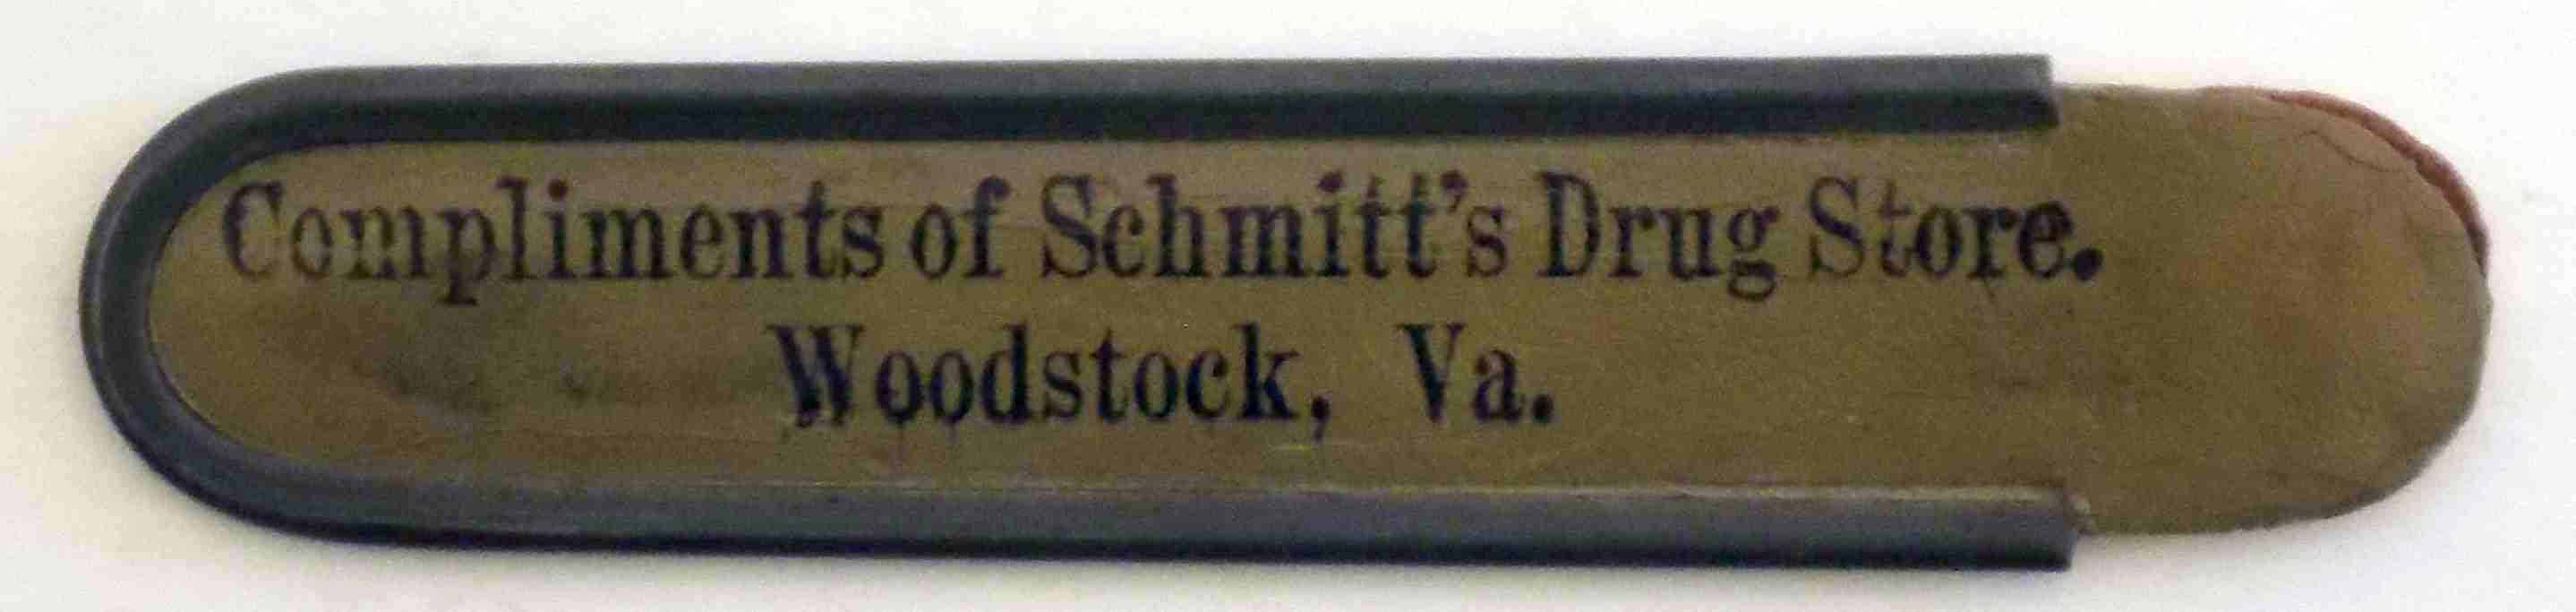 Compliments of Schmitt's Drug Store.
Woodstock, Va.